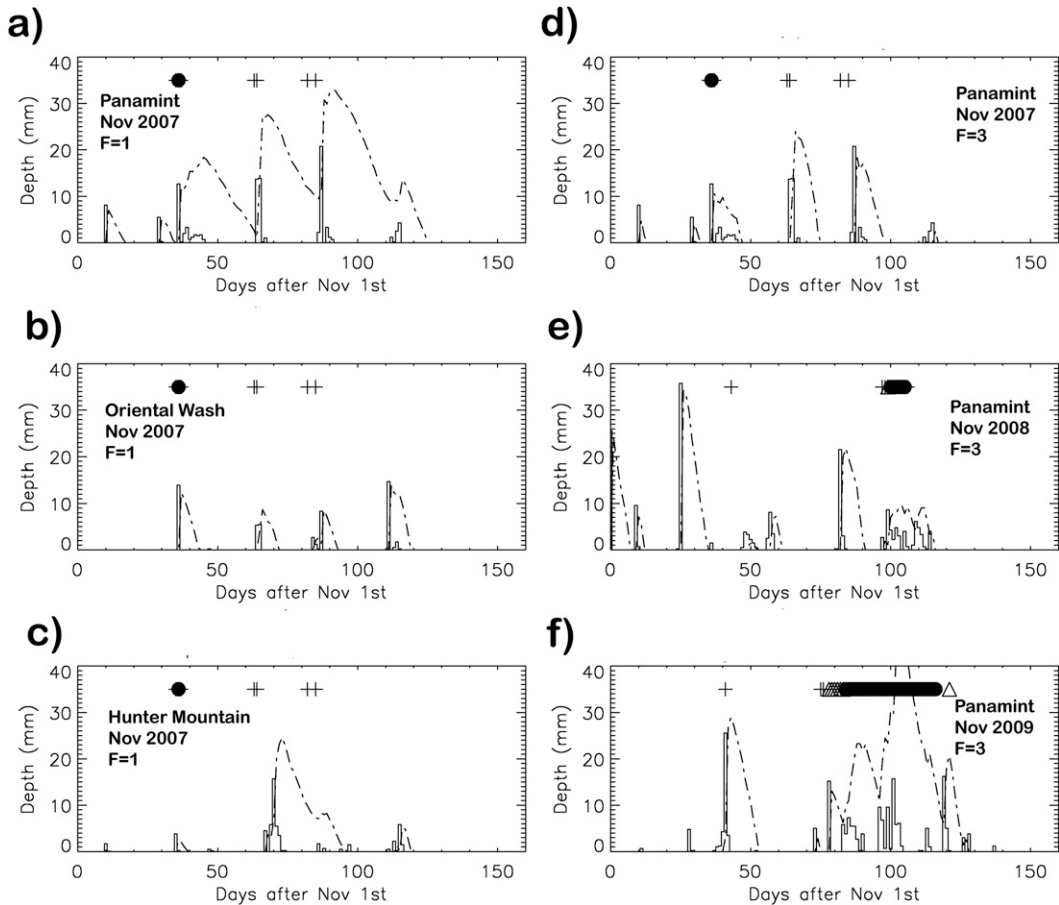 a)
40
30
20
10
0
Depth (mm)
Panamint
Nov 2007
F=1
0 50 100 150
Days after Nov 1st
d)
40
30
20
10
0
Depth (mm)
Panamint
Nov 2007
F=3
0 50 100 150
Days after Nov 1st
b)
40
30
20
10
0
Depth (mm)
Oriental Wash
Nov 2007
F=1
0 50 100 150
Days after Nov 1st
e)
40
30
20
10
0
Depth (mm)
Panamint
Nov 2008
F=3
0 50 100 150
Days after Nov 1st
c)
40
30
20
10
0
Depth (mm)
Hunter Mountain
Nov 2007
F=1
0 50 100 150
Days after Nov 1st
f)
40
30
20
10
0
Depth (mm)
Panamint
Nov 2009
F=3
0 50 100 150
Days after Nov 1st